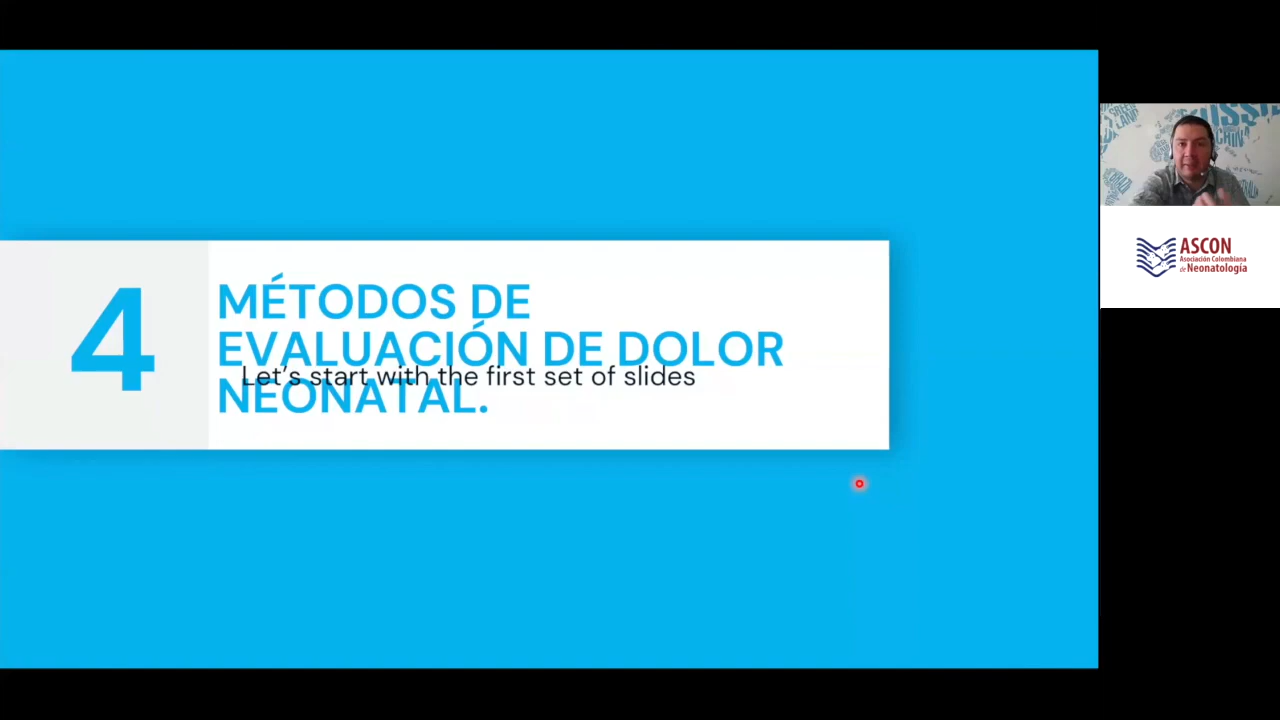 4
MÉTODOS DE
EVALUACIÓN DE DOLOR
Let's start with the first set of slides
NEONATAL.
ASCON
Asociación Colombiana
de Neonatología